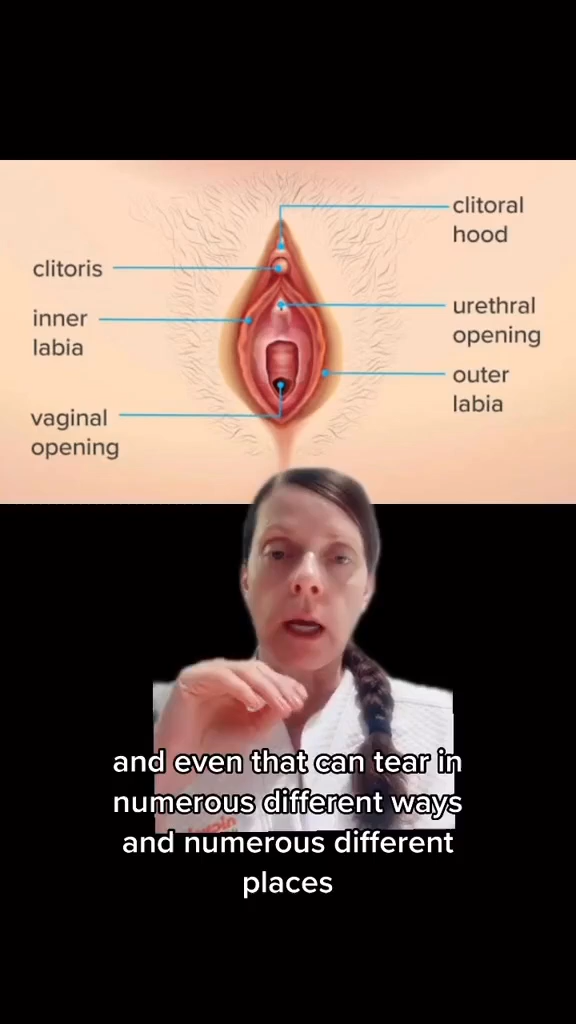 clitoral
hood
clitoris
urethral
opening
inner
labia
outer
labia
vaginal
opening
and even that can tear in
numerous different ways
and numerous different
places